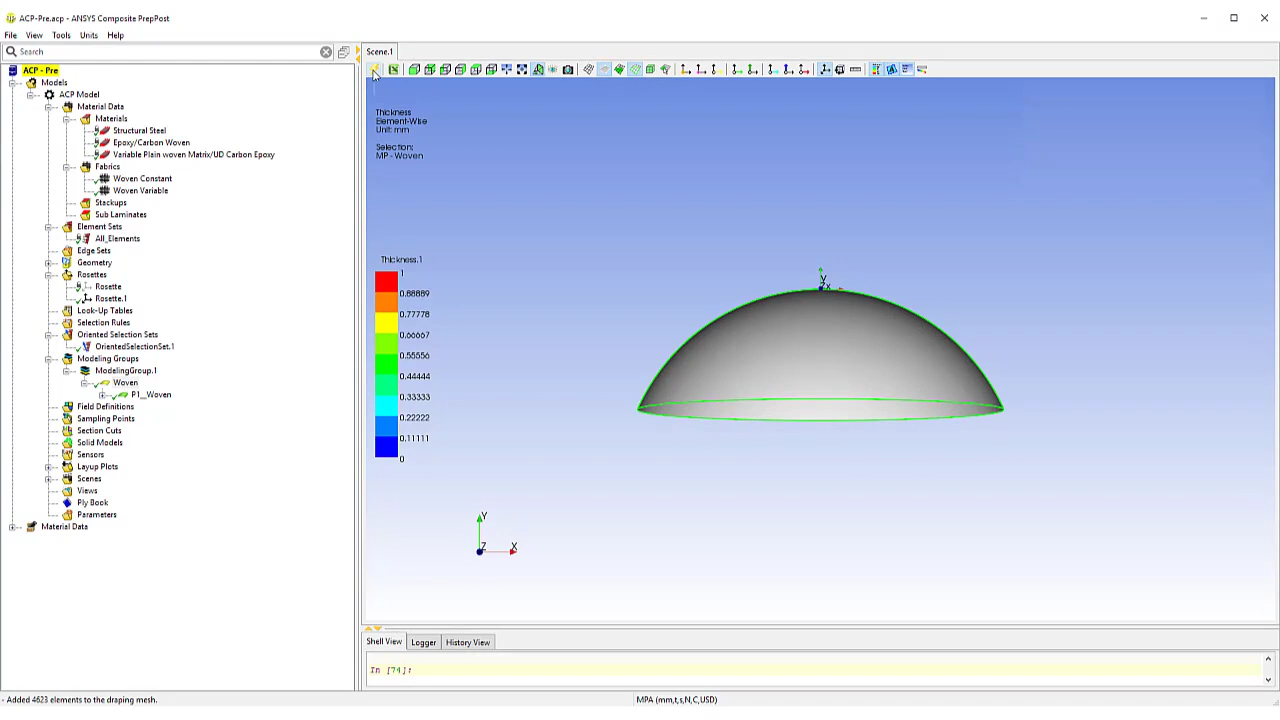 ACP-Pre.acp - ANSYS Composite PrepPost
File View Tools Units Help
Search
Scene.1
ACP - Pre
Models
ACP Model
Material Data
Materials
Structural Steel
Epoxy/Carbon Woven
Variable Plain woven Matrix/UD Carbon Epoxy
Fabrics
Woven Constant
Woven Variable
Stackups
Sub Laminates
Element Sets
All_Elements
Edge Sets
Geometry
Rosettes
Rosette
Rosette.1
Look-Up Tables
Selection Rules
Oriented Selection Sets
OrientedSelectionSet.1
Modeling Groups
ModelingGroup.1
Woven
P1__Woven
Field Definitions
Sampling Points
Section Cuts
Solid Models
Sensors
Layup Plots
Scenes
Views
Ply Book
Parameters
Material Data
Thickness
Element-Wise
Unit: mm
Selection:
MP - Woven
Thickness.1
1
0.88889
0.77778
0.66667
0.55556
0.44444
0.33333
0.22222
0.11111
0
Y
Zx
Y
Z X
Shell View Logger History View
In [74]:
- Added 4623 elements to the draping mesh.
MPA (mm,t,s,N,C,USD)